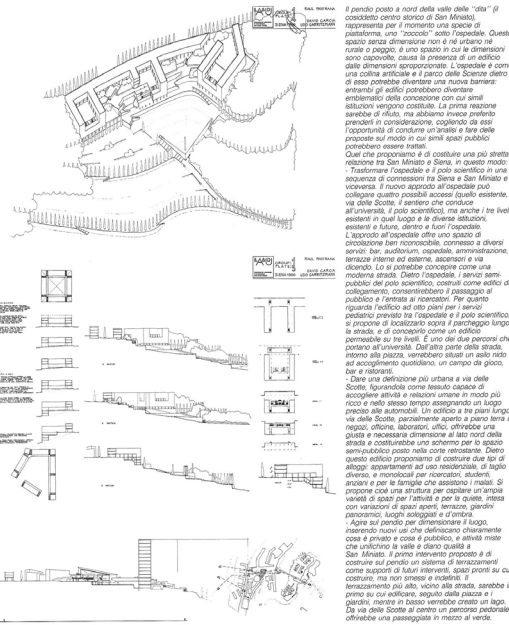 ILAUD
RAUL PASTRANA
DAVID GARCIA
UDO GARRITZMANN
SIENA 1990
Il pendio posto a nord della valle delle "dita" (il
cosiddetto centro storico di San Miniato),
rappresenta per il momento una specie di
piattaforma, uno "zoccolo" sotto l'ospedale. Questo
spazio senza dimensione non è né urbano né
rurale o peggio, è uno spazio in cui le dimensioni
sono capovolte, causa la presenza di un edificio
dalle dimensioni sproporzionate. L'ospedale è come
una collina artificiale e il parco delle Scienze dietro
di esso potrebbe diventare una nuova barriera:
entrambi gli edifici potrebbero diventare
emblematici della concezione con cui simili
istituzioni vengono costituite. La prima reazione
sarebbe di rifiuto, ma abbiamo invece preferito
prenderli in considerazione, cogliendo da essi
l'opportunità di condurre un'analisi e fare delle
proposte sul modo in cui simili spazi pubblici
potrebbero essere trattati.
Quel che proponiamo è di costituire una più stretta
relazione tra San Miniato e Siena, in questo modo:
- Trasformare l'ospedale e il polo scientifico in una
sequenza di connessioni tra Siena e San Miniato e
viceversa. Il nuovo approdo all'ospedale può
collegare quattro possibili accessi (quello esistente,
via delle Scotte, il sentiero che conduce
all'università, il polo scientifico), ma anche i tre livelli
esistenti in quel luogo e le diverse istituzioni,
esistenti e future, dentro e fuori l'ospedale.
L'approdo all'ospedale offre uno spazio di
circolazione ben riconoscibile, connesso a diversi
servizi: bar, auditorium, ospedale, amministrazione,
terrazze interne ed esterne, ascensori e via
dicendo. Lo si potrebbe concepire come una
moderna strada. Dietro l'ospedale, i servizi semi-
pubblici del polo scientifico, costruiti come edifici di
collegamento, consentirebbero il passaggio al
pubblico e l'entrata ai ricercatori. Per quanto
riguarda l'edificio ad otto piani per i servizi
pediatrici previsto tra l'ospedale e il polo scientifico,
si propone di localizzarlo sopra il parcheggio lungo
la strada, e di concepirlo come un edificio
permeabile su tre livelli. È uno dei due percorsi che
portano all'università. Dall'altra parte della strada,
intorno alla piazza, verrebbero situati un asilo nido
ad accoglimento quotidiano, un campo da gioco,
bar e ristoranti.
- Dare una definizione più urbana a via delle
Scotte, figurandola come tessuto capace di
accogliere attività e relazioni umane in modo più
ricco e nello stesso tempo assegnando un luogo
preciso alle automobili. Un edificio a tre piani lungo
via delle Scotte, parzialmente aperto a piano terra a
negozi, officine, laboratori, uffici, offrirebbe una
giusta e necessaria dimensione al lato nord della
strada e costituirebbe uno schermo per lo spazio
semi-pubblico posto nella corte retrostante. Dietro
questo edificio proponiamo di costruire due tipi di
alloggi: appartamenti ad uso residenziale, di taglio
diverso, e monolocali per ricercatori, studenti,
anziani e per le famiglie che assistono i malati. Si
propone cioè una struttura per ospitare un'ampia
varietà di spazi per l'attività e per la quiete, intesa
con variazioni di spazi aperti, terrazze, giardini
panoramici, luoghi soleggiati e d'ombra.
- Agire sul pendio per dimensionare il luogo,
inserendo nuovi usi che definiscano chiaramente
cosa è privato e cosa è pubblico, e attività miste
che unifichino la valle e diano qualità a
San Miniato. Il primo intervento proposto è di
costruire sul pendio un sistema di terrazzamenti
come supporti di futuri interventi, spazi pronti su cui
costruire, ma non smessi e indefiniti. Il
terrazzamento più alto, vicino alla strada, sarebbe il
primo su cui edificare, seguito dalla piazza e i
giardini, mentre in basso verrebbe creato un lago.
Da via delle Scotte al centro un percorso pedonale
offrirebbe una passeggiata in mezzo al verde.
ILAUD
GROUP
PLATE
RAUL PASTRANA
DAVID GARCIA
UDO GARRITZMANN
SIENA 1990